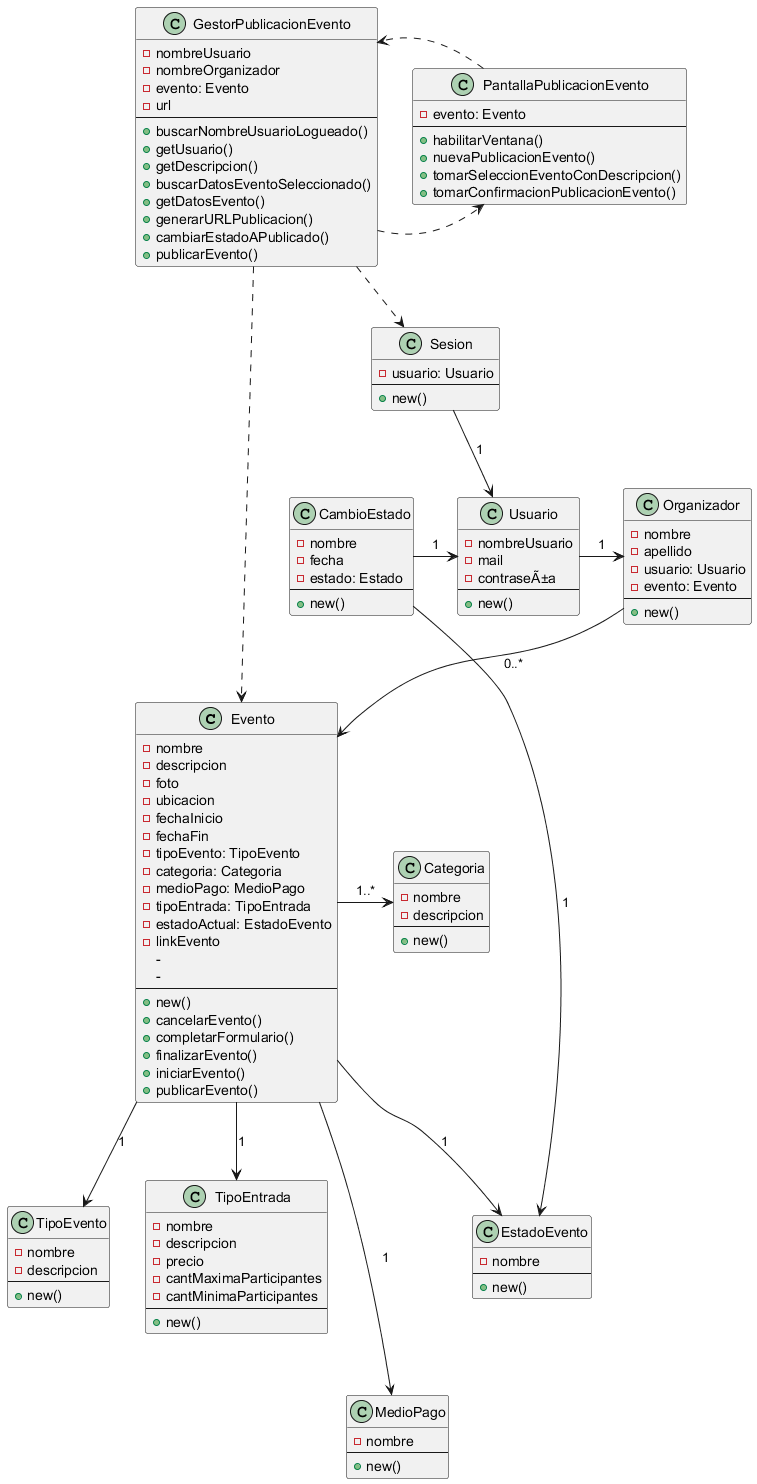 C GestorPublicacionEvento
nombreUsuario
nombreOrganizador
evento: Evento
url
buscarNombreUsuarioLogueado()
getUsuario()
getDescripcion()
buscarDatosEventoSeleccionado()
getDatosEvento()
generarURLPublicacion()
cambiarEstadoAPublicado()
publicarEvento()
C PantallaPublicacionEvento
evento: Evento
habilitarVentana()
nuevaPublicacionEvento()
tomarSeleccionEventoConDescripcion()
tomarConfirmacionPublicacionEvento()
C Sesion
usuario: Usuario
new()
1
C CambioEstado
nombre
fecha
estado: Estado
new()
1
C Usuario
nombreUsuario
mail
contraseÃ±a
new()
1
C Organizador
nombre
apellido
usuario: Usuario
evento: Evento
new()
0..*
C Evento
nombre
descripcion
foto
ubicacion
fechaInicio
fechaFin
tipoEvento: TipoEvento
categoria: Categoria
medioPago: MedioPago
tipoEntrada: TipoEntrada
estadoActual: EstadoEvento
linkEvento
-
-
new()
cancelarEvento()
completarFormulario()
finalizarEvento()
iniciarEvento()
publicarEvento()
1..*
C Categoria
nombre
descripcion
new()
1
1
1
1
1
C TipoEvento
nombre
descripcion
new()
C TipoEntrada
nombre
descripcion
precio
cantMaximaParticipantes
cantMinimaParticipantes
new()
C EstadoEvento
nombre
new()
C MedioPago
nombre
new()